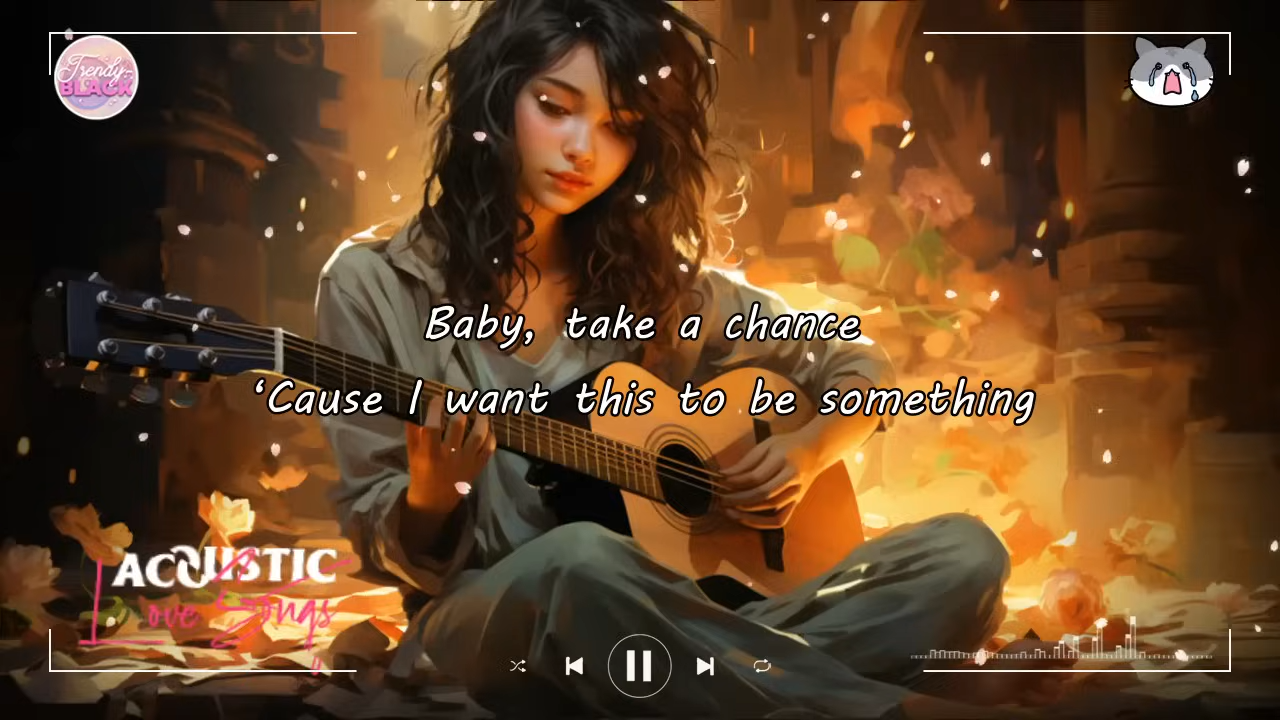 Trendy
BLACK
Baby, take a chance
‘Cause I want this to be something
ACOUSTIC
Love Songs